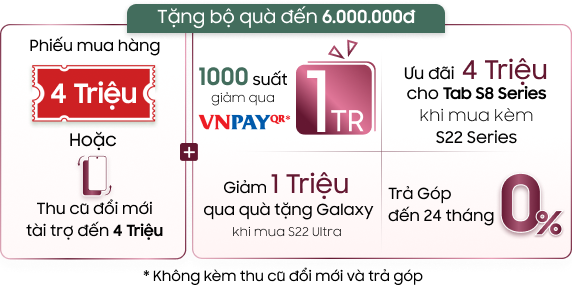 Tặng bộ quà đến 6.000.000đ
Phiếu mua hàng
4 Triệu
Hoặc
Thu cũ đổi mới
tài trợ đến 4 Triệu
+
1000 suất
giảm qua
VNPAYQR*
1TR
Ưu đãi 4 Triệu
cho Tab S8 Series
khi mua kèm
S22 Series
Giảm 1 Triệu
qua quà tặng Galaxy
khi mua S22 Ultra
Trả Góp
đến 24 tháng
0%
* Không kèm thu cũ đổi mới và trả góp